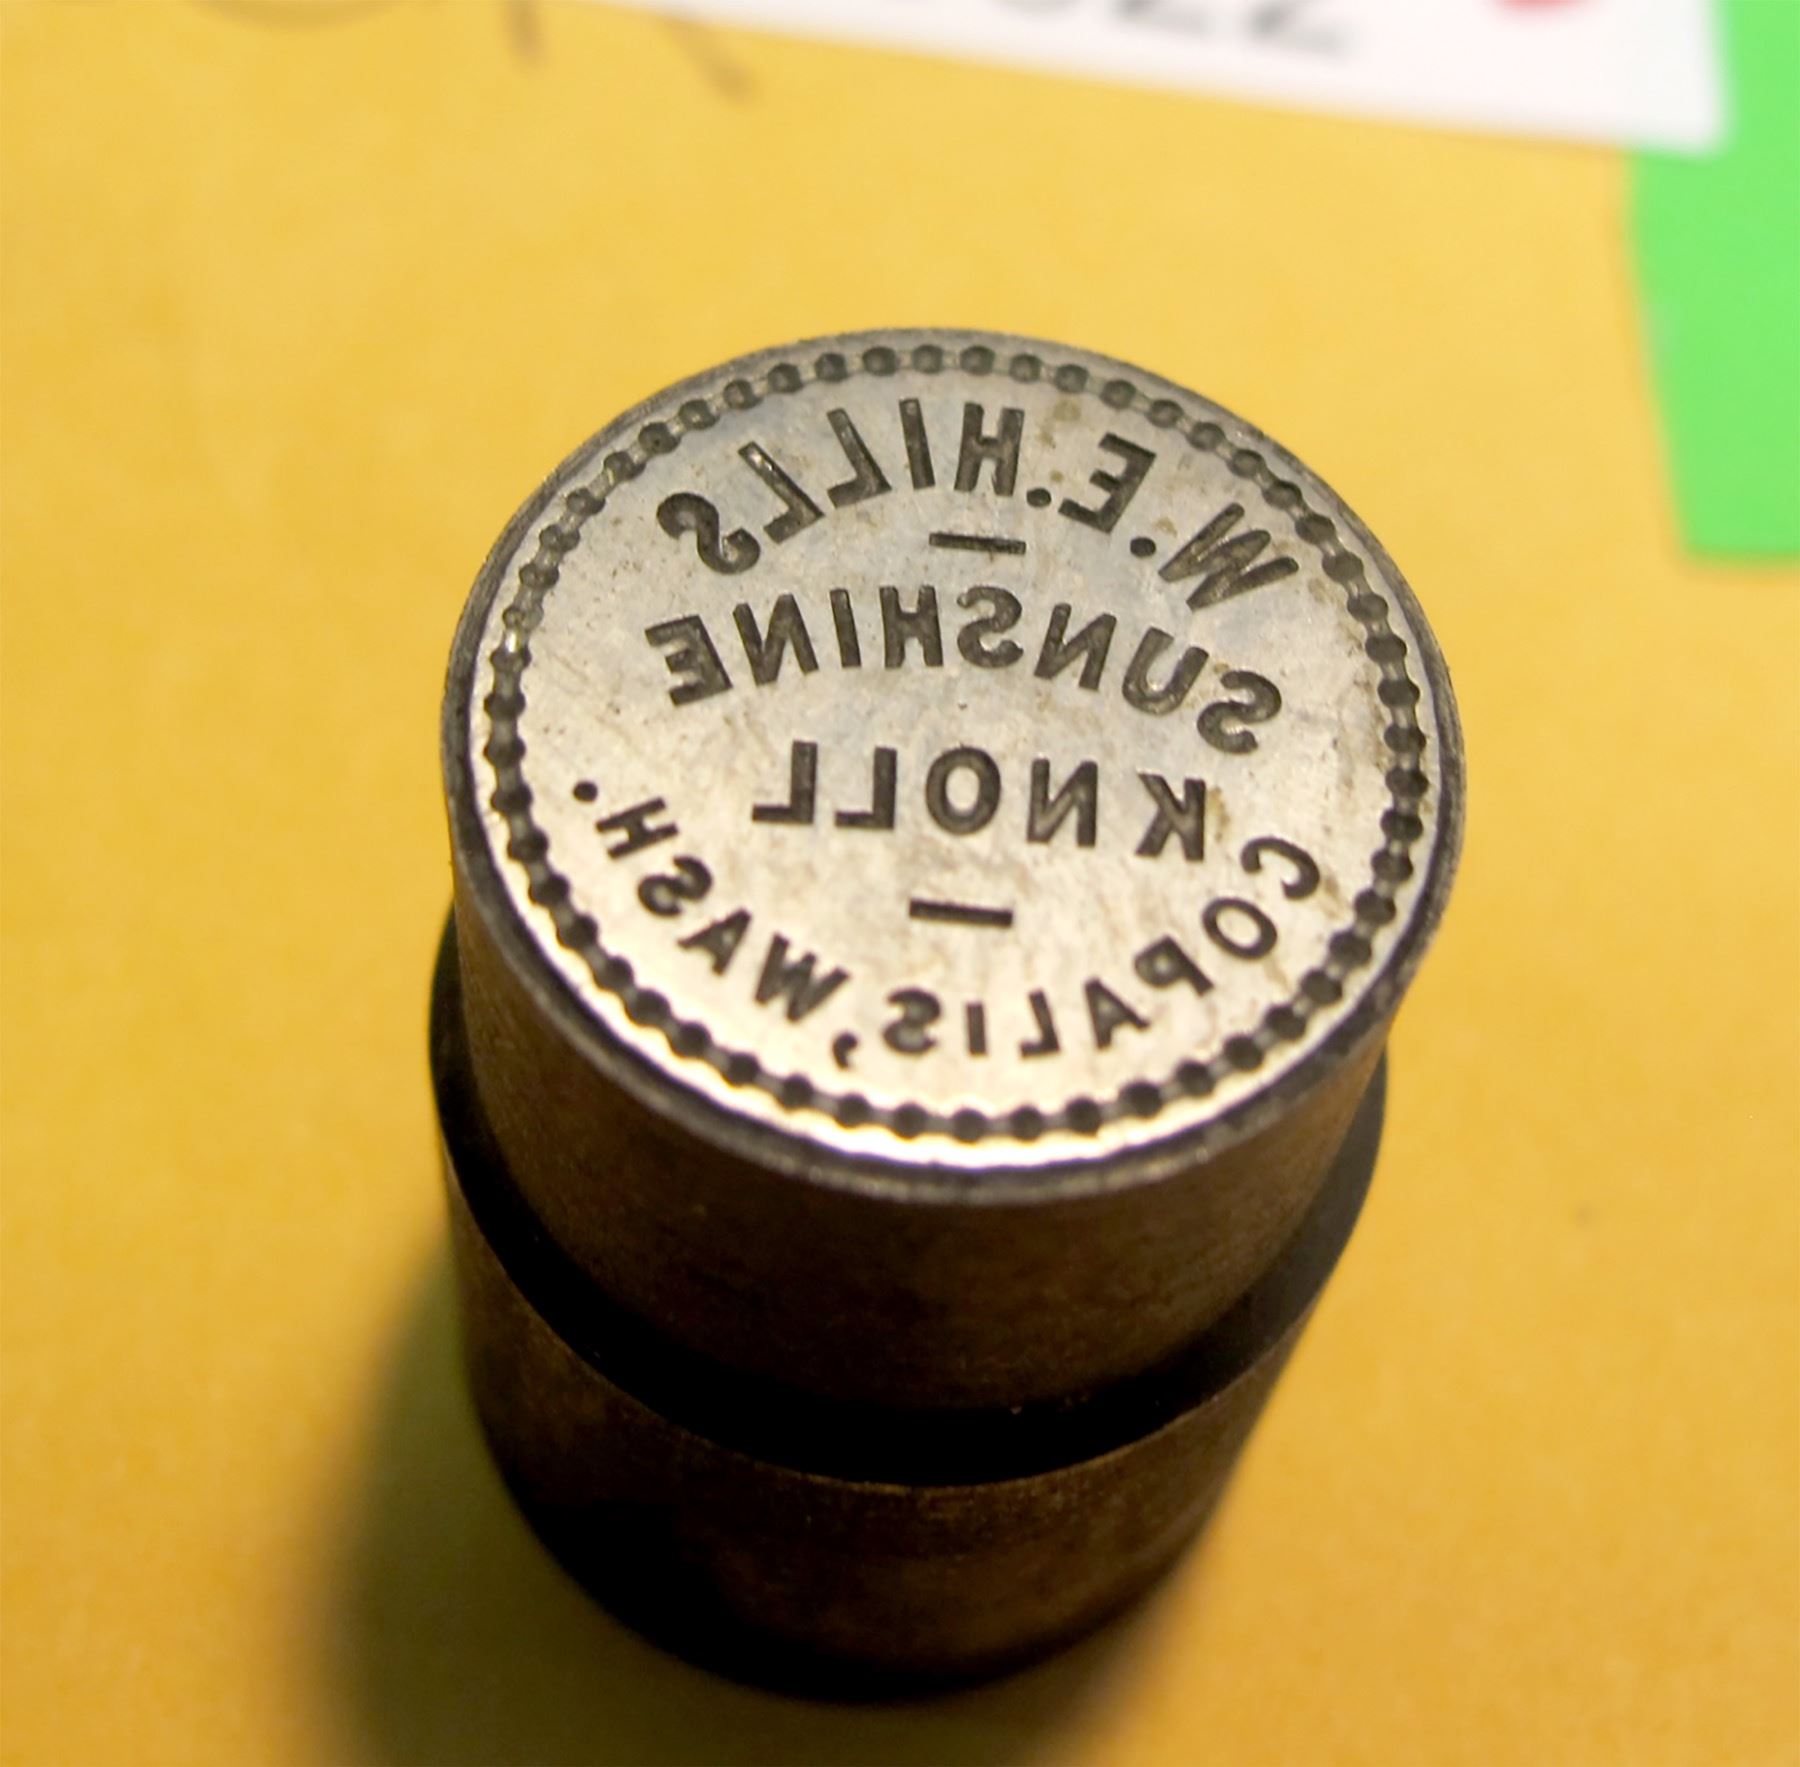 W. E. HILLS
SUNSHINE
KNOLL
COPALIS, WASH.